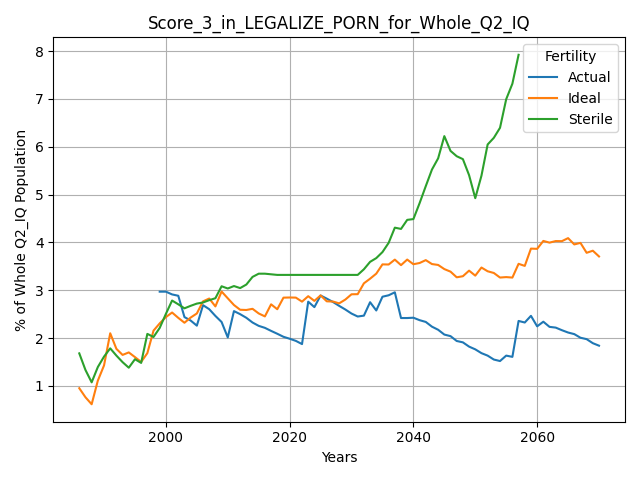 Score_3_in_LEGALIZE_PORN_for_Whole_Q2_IQ
% of Whole Q2_IQ Population
8
7
6
5
4
3
2
1
2000
2020
2040
2060
Years
Fertility
Actual
Ideal
Sterile